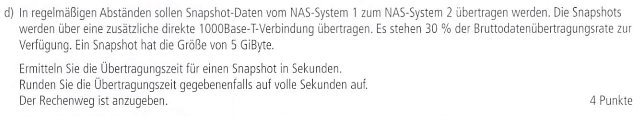 d) In regelmäßigen Abständen sollen Snapshot-Daten vom NAS-System 1 zum NAS-System 2 übertragen werden. Die Snapshots
werden über eine zusätzliche direkte 1000Base-T-Verbindung übertragen. Es stehen 30 % der Bruttodatenübertragungsrate zur
Verfügung. Ein Snapshot hat die Größe von 5 GiByte.
Ermitteln Sie die Übertragungszeit für einen Snapshot in Sekunden.
Runden Sie die Übertragungszeit gegebenenfalls auf volle Sekunden auf.
Der Rechenweg ist anzugeben. 4 Punkte